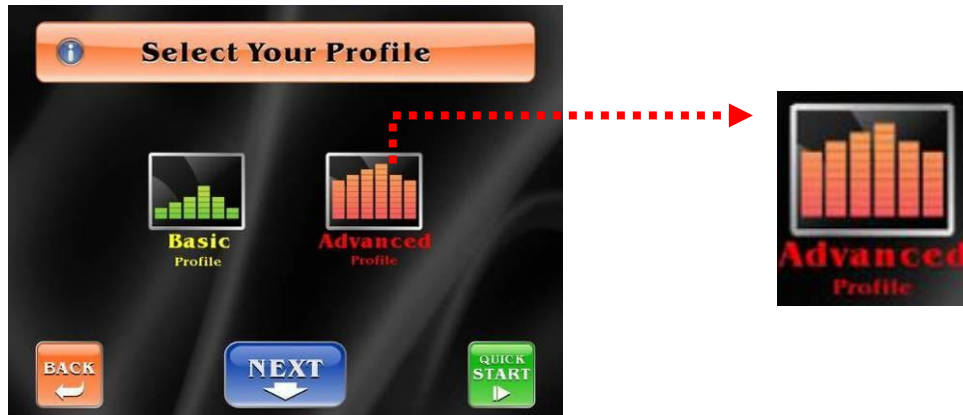 Select Your Profile
Basic
Profile
Advanced
Profile
BACK
NEXT
QUICK
START
Advanced
Profile